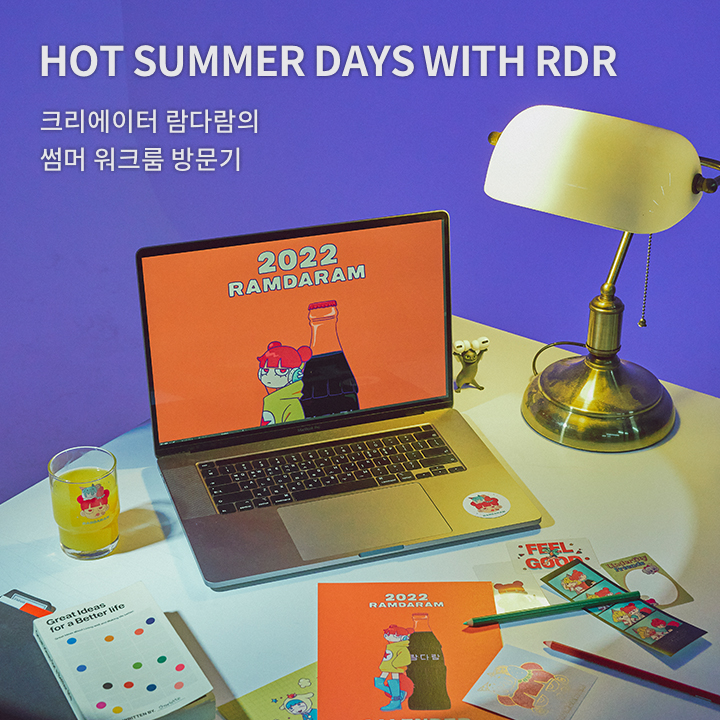 HOT SUMMER DAYS WITH RDR
크리에이터 람다람의
썸머 워크룸 방문기
2022
RAMDARAM
FEEL
GOOD
Great Ideas
for a Better life
2022
RAMDARAM
람다람